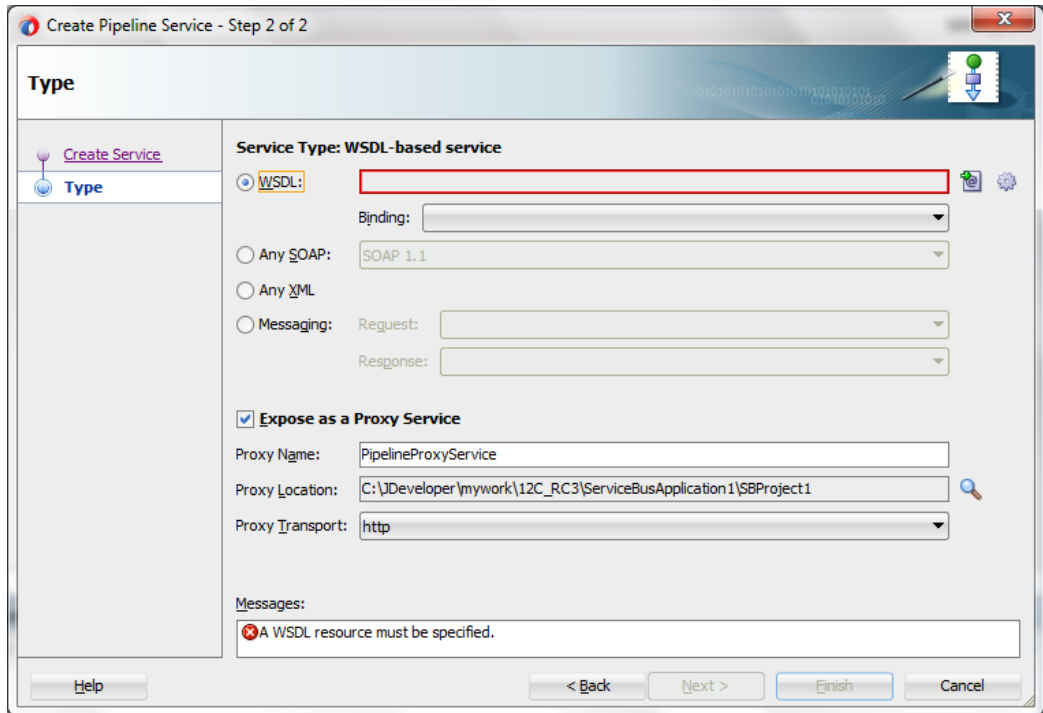 Create Pipeline Service - Step 2 of 2
Type
Create Service
Type
Service Type: WSDL-based service
WSDL:
Binding:
Any SOAP: SOAP 1.1
Any XML
Messaging: Request:
Response:
Expose as a Proxy Service
Proxy Name: PipelineProxyService
Proxy Location: C:\JDeveloper\mywork\12C_RC3\ServiceBusApplication1\SBProject1
Proxy Transport: http
Messages:
A WSDL resource must be specified.
Help < Back Next > Finish Cancel